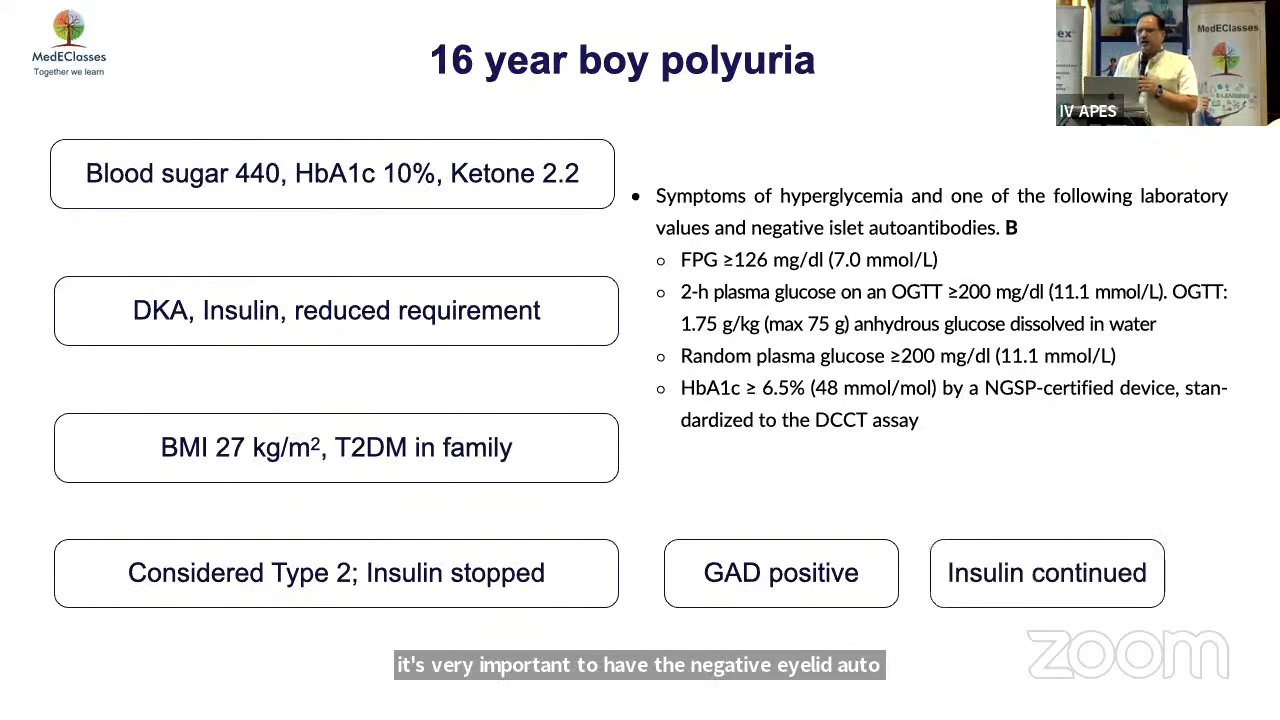 MedEClasses
Together we learn
16 year boy polyuria
ex
MedEClasses
E-LEARNING
IV APES
Blood sugar 440, HbA1c 10%, Ketone 2.2
DKA, Insulin, reduced requirement
BMI 27 kg/m², T2DM in family
Considered Type 2; Insulin stopped
• Symptoms of hyperglycemia and one of the following laboratory
values and negative islet autoantibodies. B
○ FPG ≥126 mg/dl (7.0 mmol/L)
○ 2-h plasma glucose on an OGTT ≥200 mg/dl (11.1 mmol/L). OGTT:
1.75 g/kg (max 75 g) anhydrous glucose dissolved in water
○ Random plasma glucose ≥200 mg/dl (11.1 mmol/L)
○ HbA1c ≥ 6.5% (48 mmol/mol) by a NGSP-certified device, stan-
dardized to the DCCT assay
GAD positive
Insulin continued
it's very important to have the negative eyelid auto
zoom